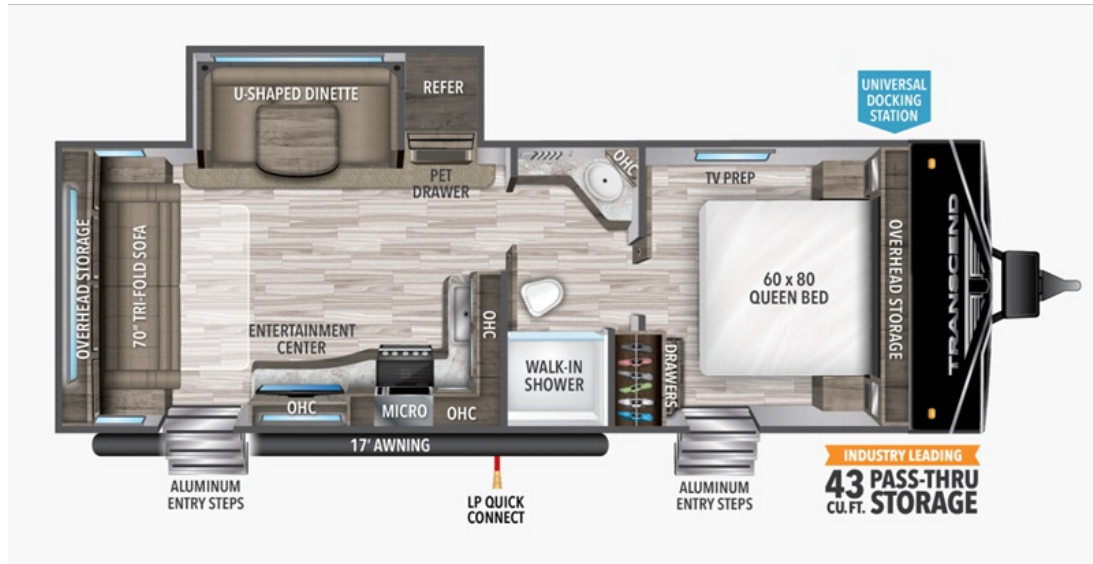 U-SHAPED DINETTE
REFER
UNIVERSAL
DOCKING
STATION
PET
DRAWER
OHC
TV PREP
OVERHEAD STORAGE
70" TRI-FOLD SOFA
60 x 80
QUEEN BED
OVERHEAD STORAGE
TRANSCEND
ENTERTAINMENT
CENTER
OHC
WALK-IN
SHOWER
DRAWERS
OHC
MICRO
OHC
17' AWNING
ALUMINUM
ENTRY STEPS
LP QUICK
CONNECT
ALUMINUM
ENTRY STEPS
INDUSTRY LEADING
43 PASS-THRU
CU. FT. STORAGE